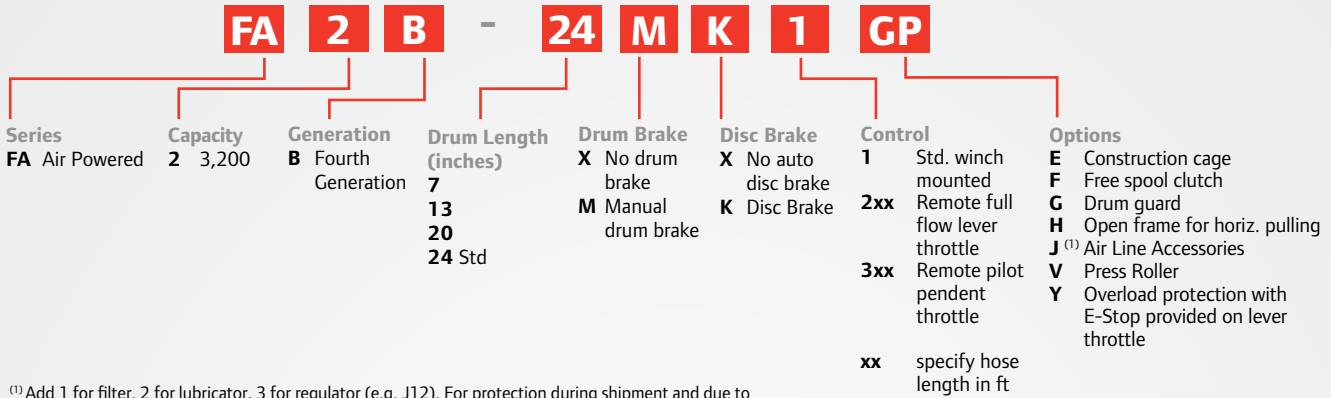 FA 2 B - 24 M K 1 GP
Series
FA Air Powered
Capacity
2 3,200
Generation
B Fourth
Generation
Drum Length
(inches)
7
13
20
24 Std
Drum Brake
X No drum
brake
M Manual
drum brake
Disc Brake
X No auto
disc brake
K Disc Brake
Control
1 Std. winch
mounted
2xx Remote full
flow lever
throttle
3xx Remote pilot
pendent
throttle
xx specify hose
length in ft
Options
E Construction cage
F Free spool clutch
G Drum guard
H Open frame for horiz. pulling
J (1) Air Line Accessories
V Press Roller
Y Overload protection with
E-Stop provided on lever
throttle
(1) Add 1 for filter, 2 for lubricator, 3 for regulator (e.g. J12). For protection during shipment and due to